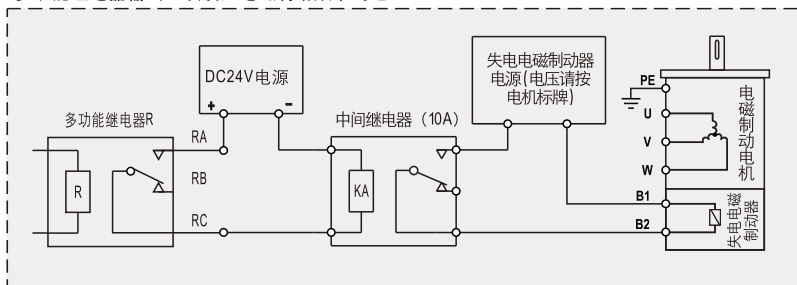 失电电磁制动器
电源(电压请按
电机标牌)
DC24V电源
+ -
多功能继电器R
中间继电器（10A）
RA
RB
RC
R
KA
PE
U
V
W
B1
B2
电磁制动电机
失电电磁
制动器